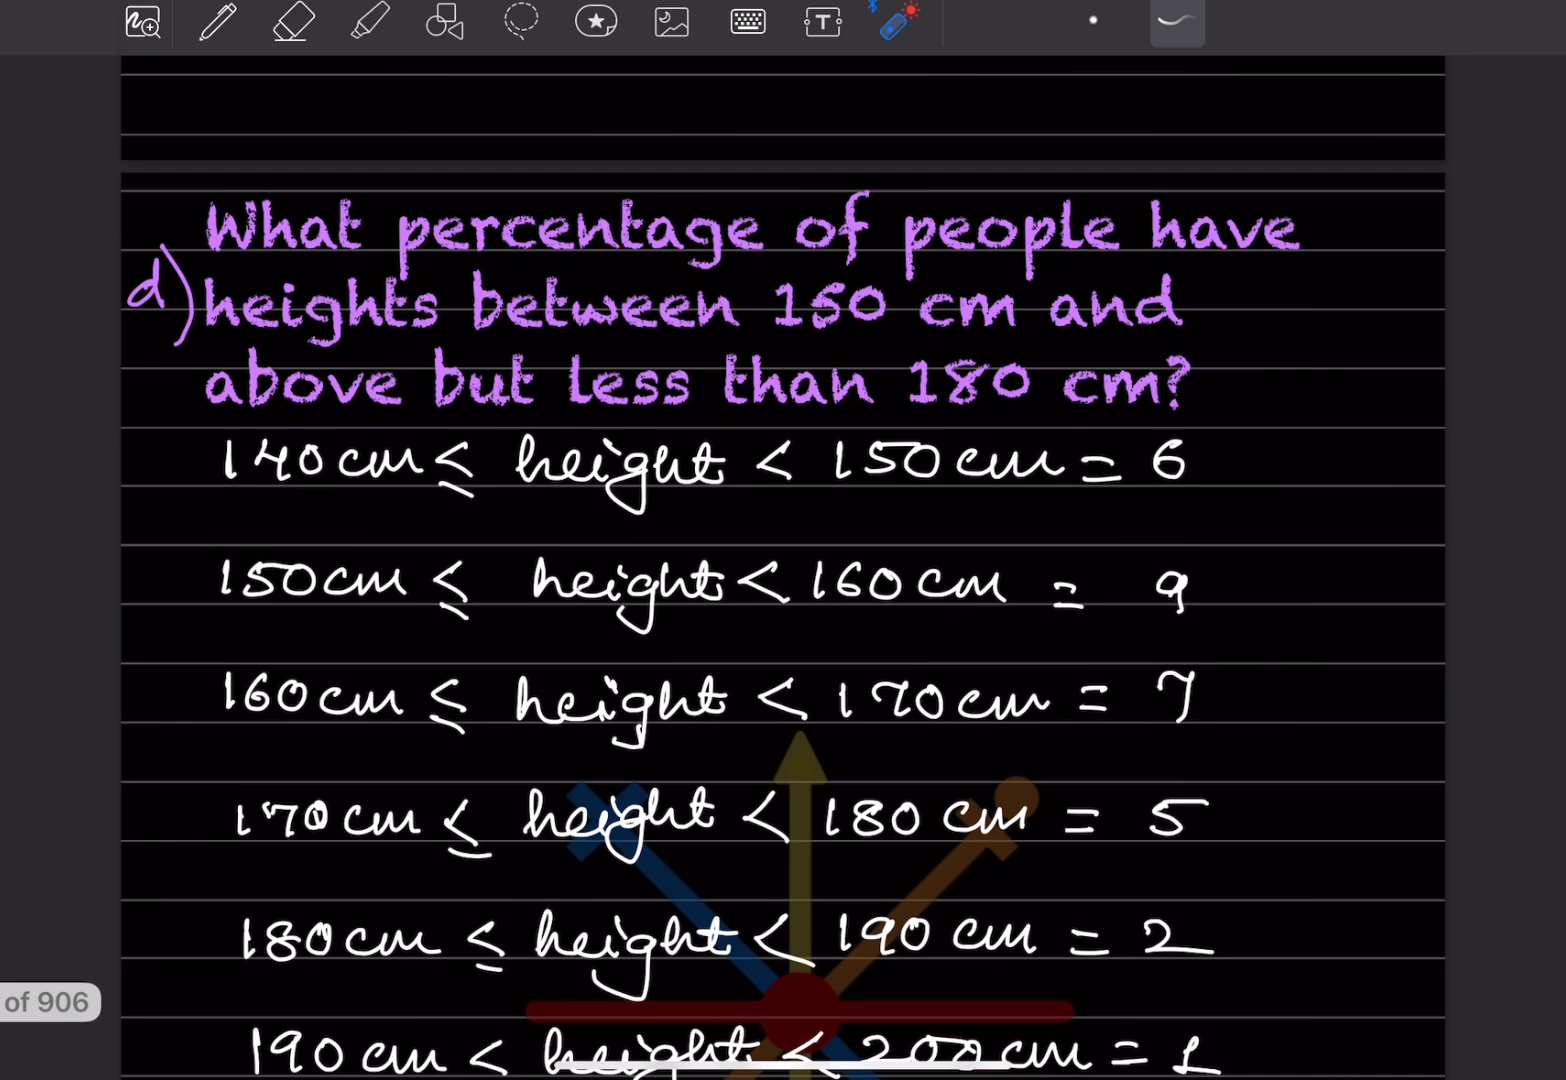 What percentage of people have
d) heights between 150 cm and
above but less than 180 cm?
140 cm ≤ height < 150 cm = 6
150 cm ≤ height < 160 cm = 9
160 cm ≤ height < 170 cm = 7
170 cm ≤ height < 180 cm = 5
180 cm ≤ height < 190 cm = 2
of 906
190 cm < height < 200 cm = 1